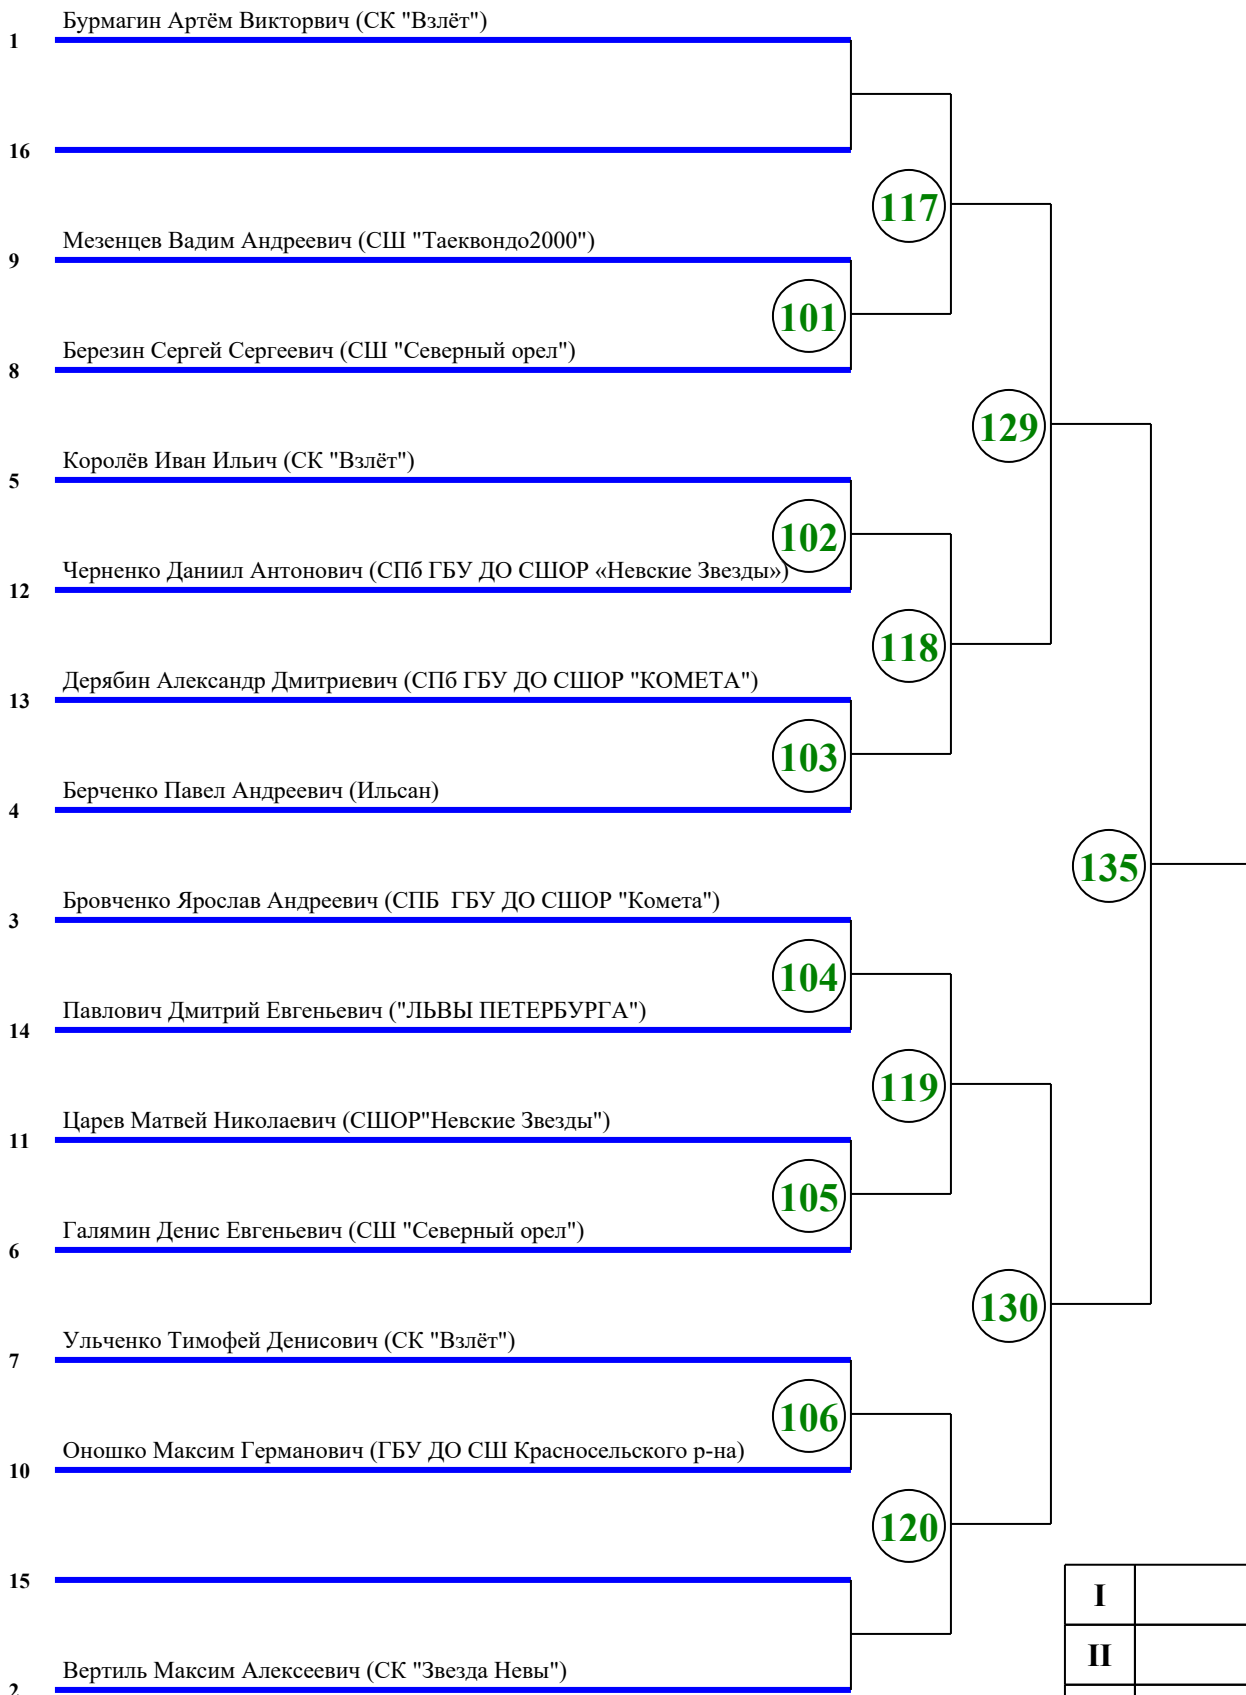 Бурмагин Артём Викторвич (СК "Взлёт")
1
16
117
Мезенцев Вадим Андреевич (СШ "Таеквондо2000")
9
101
Березин Сергей Сергеевич (СШ "Северный орел")
8
129
Королёв Иван Ильич (СК "Взлёт")
5
102
Черненко Даниил Антонович (СПб ГБУ ДО СШОР «Невские Звезды»)
12
118
Дерябин Александр Дмитриевич (СПб ГБУ ДО СШОР "КОМЕТА")
13
103
Берченко Павел Андреевич (Ильсан)
4
135
Бровченко Ярослав Андреевич (СПБ  ГБУ ДО СШОР "Комета")
3
104
Павлович Дмитрий Евгеньевич ("ЛЬВЫ ПЕТЕРБУРГА")
14
119
Царев Матвей Николаевич (СШОР"Невские Звезды")
11
105
Галямин Денис Евгеньевич (СШ "Северный орел")
6
130
Ульченко Тимофей Денисович (СК "Взлёт")
7
106
Оношко Максим Германович (ГБУ ДО СШ Красносельского р-на)
10
120
15
I
II
Вертиль Максим Алексеевич (СК "Звезда Невы")
2